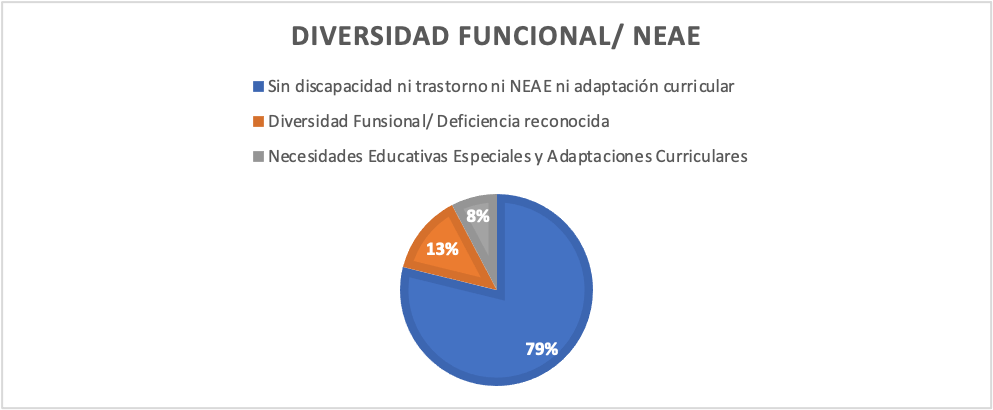 DIVERSIDAD FUNCIONAL/ NEAE
Sin discapacidad ni trastorno ni NEAE ni adaptación curricular
Diversidad Funsional/ Deficiencia reconocida
Necesidades Educativas Especiales y Adaptaciones Curriculares
8%
13%
79%